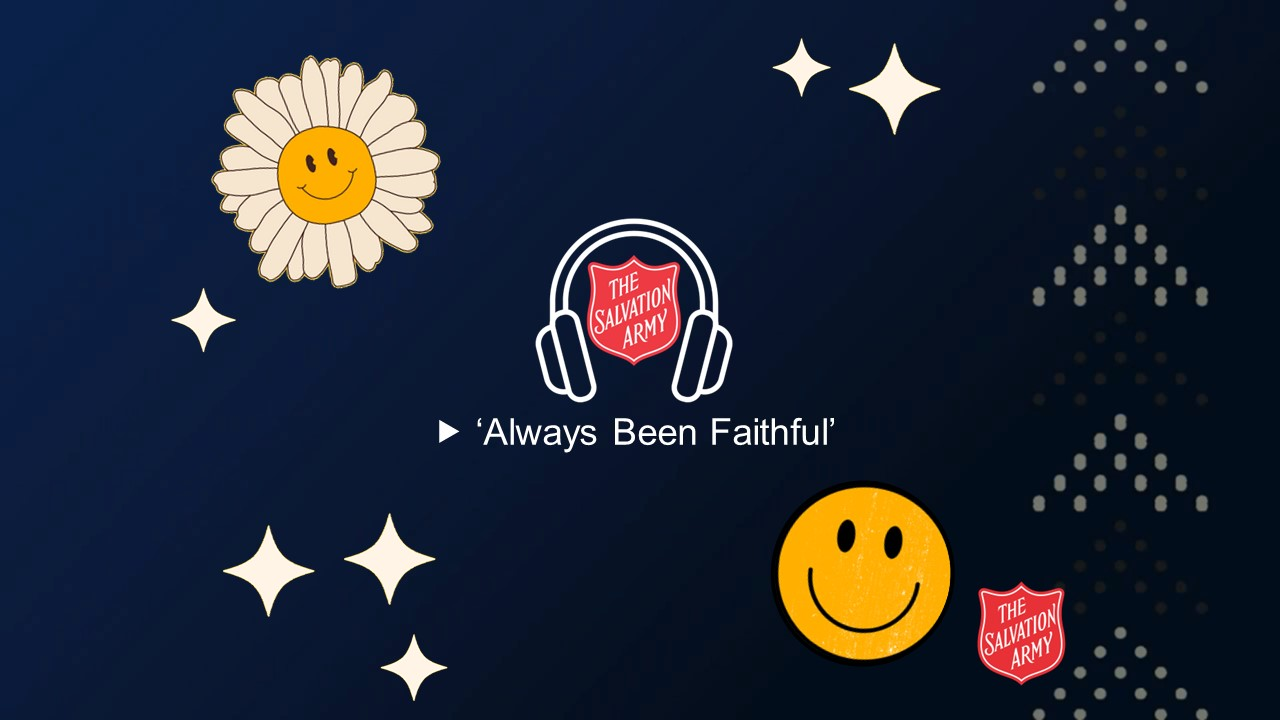 THE
SALVATION
ARMY
‘Always Been Faithful’
THE
SALVATION
ARMY